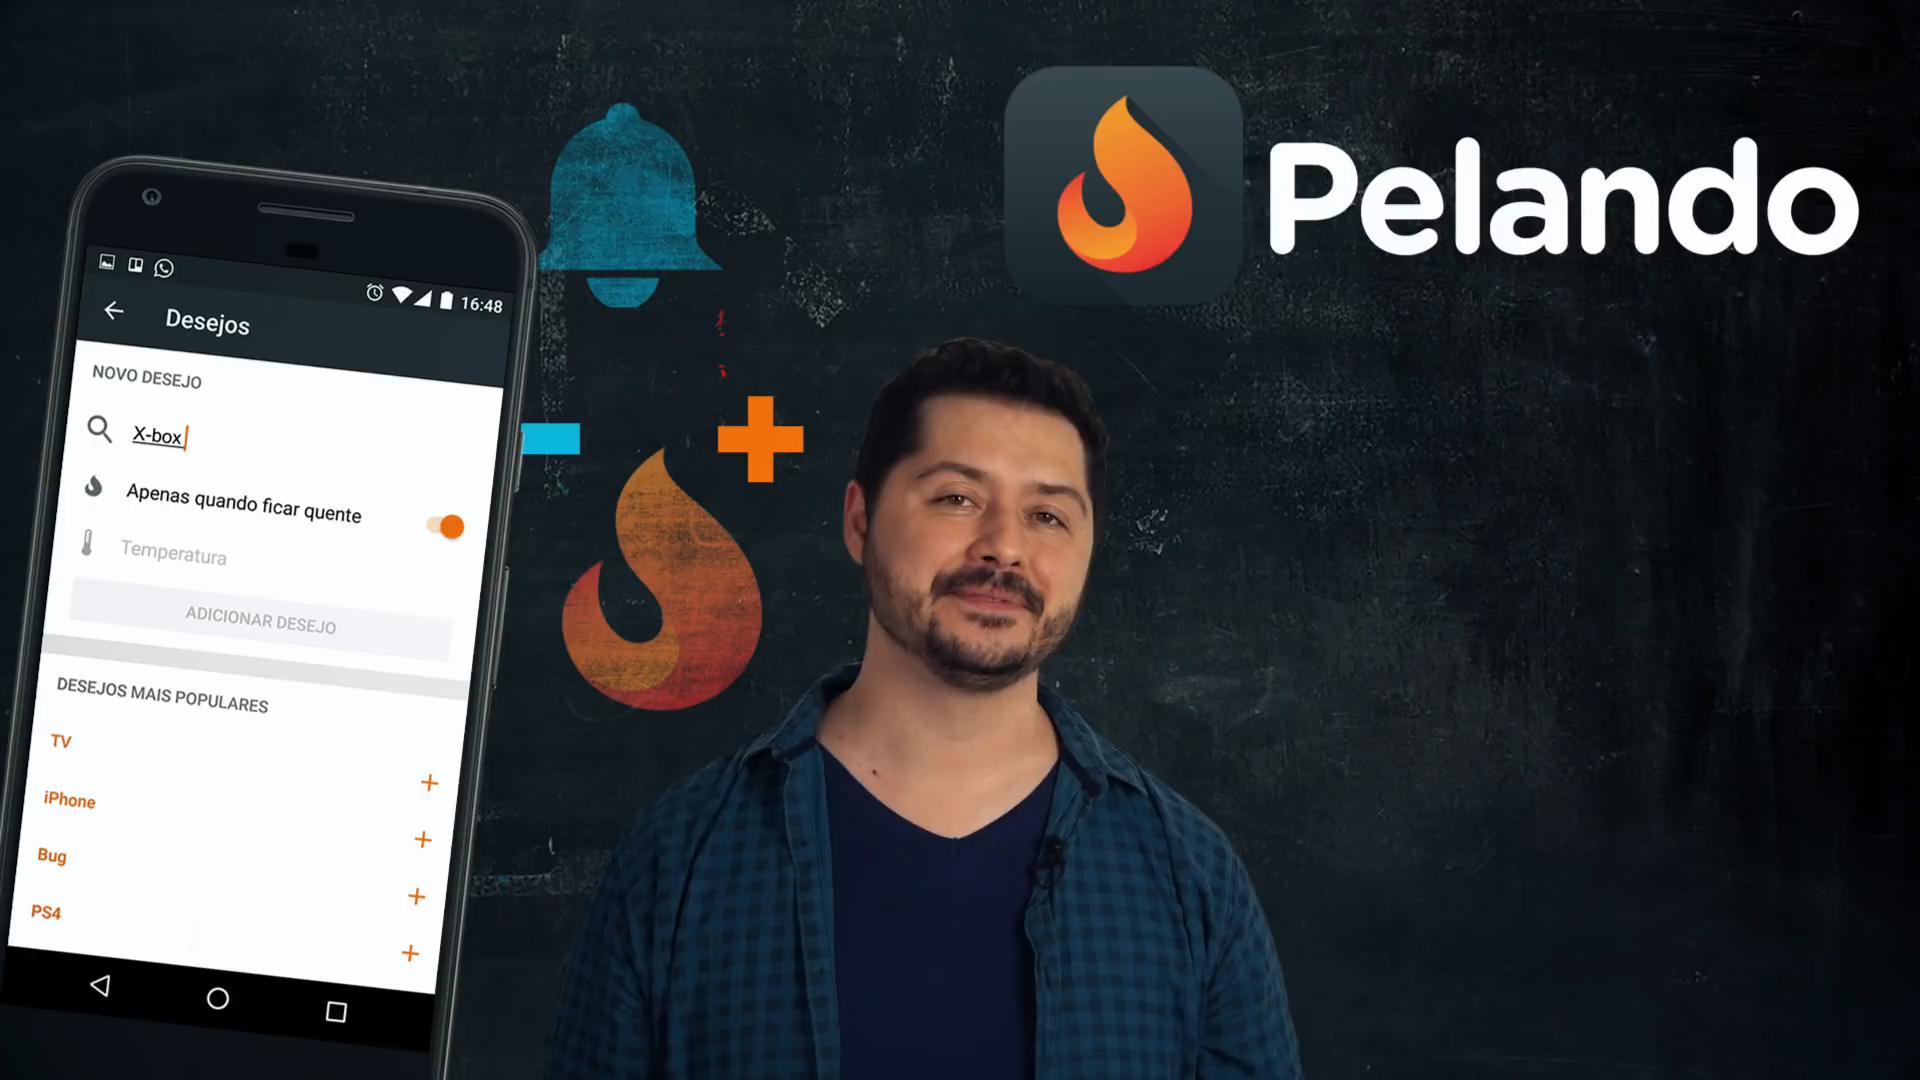 Pelando
16:48
Desejos
NOVO DESEJO
X-box
Apenas quando ficar quente
Temperatura
ADICIONAR DESEJO
DESEJOS MAIS POPULARES
TV
iPhone
Bug
PS4